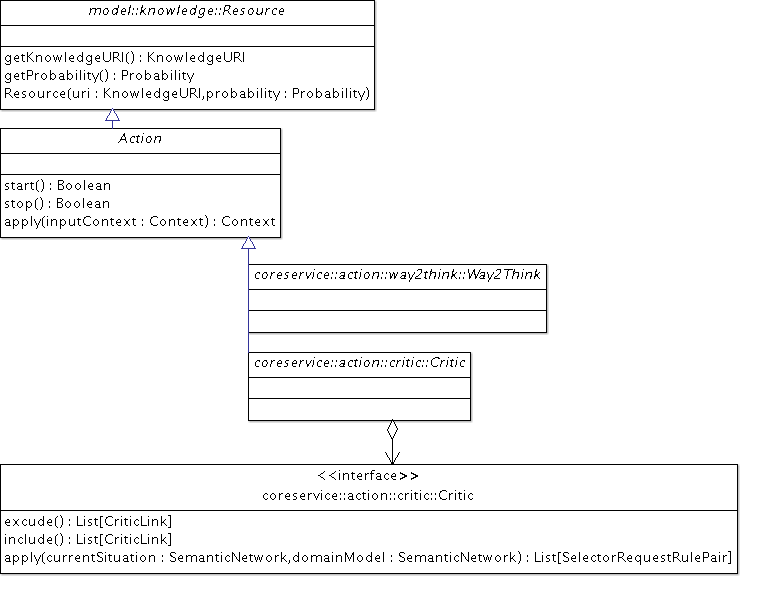 model::knowledge::Resource
getKnowledgeURI() : KnowledgeURI
getProbability() : Probability
Resource(uri : KnowledgeURI,probability : Probability)
Action
start() : Boolean
stop() : Boolean
apply(inputContext : Context) : Context
coreservice::action::way2think::Way2Think
coreservice::action::critic::Critic
<<interface>>
coreservice::action::critic::Critic
excude() : List[CriticLink]
include() : List[CriticLink]
apply(currentSituation : SemanticNetwork,domainModel : SemanticNetwork) : List[SelectorRequestRulePair]